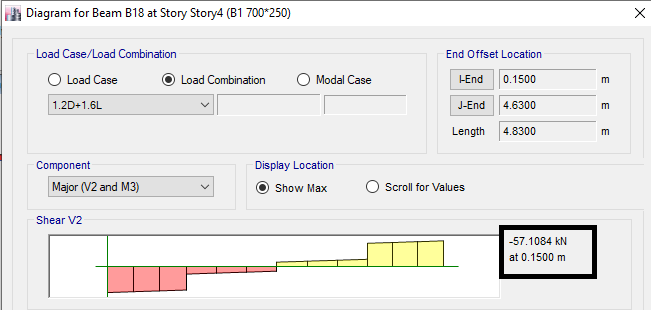 Diagram for Beam B18 at Story Story4 (B1 700*250)
Load Case/Load Combination
Load Case Load Combination Modal Case
1.2D+1.6L
End Offset Location
I-End 0.1500 m
J-End 4.6300 m
Length 4.8300 m
Component
Major (V2 and M3)
Display Location
Show Max Scroll for Values
Shear V2
-57.1084 kN
at 0.1500 m